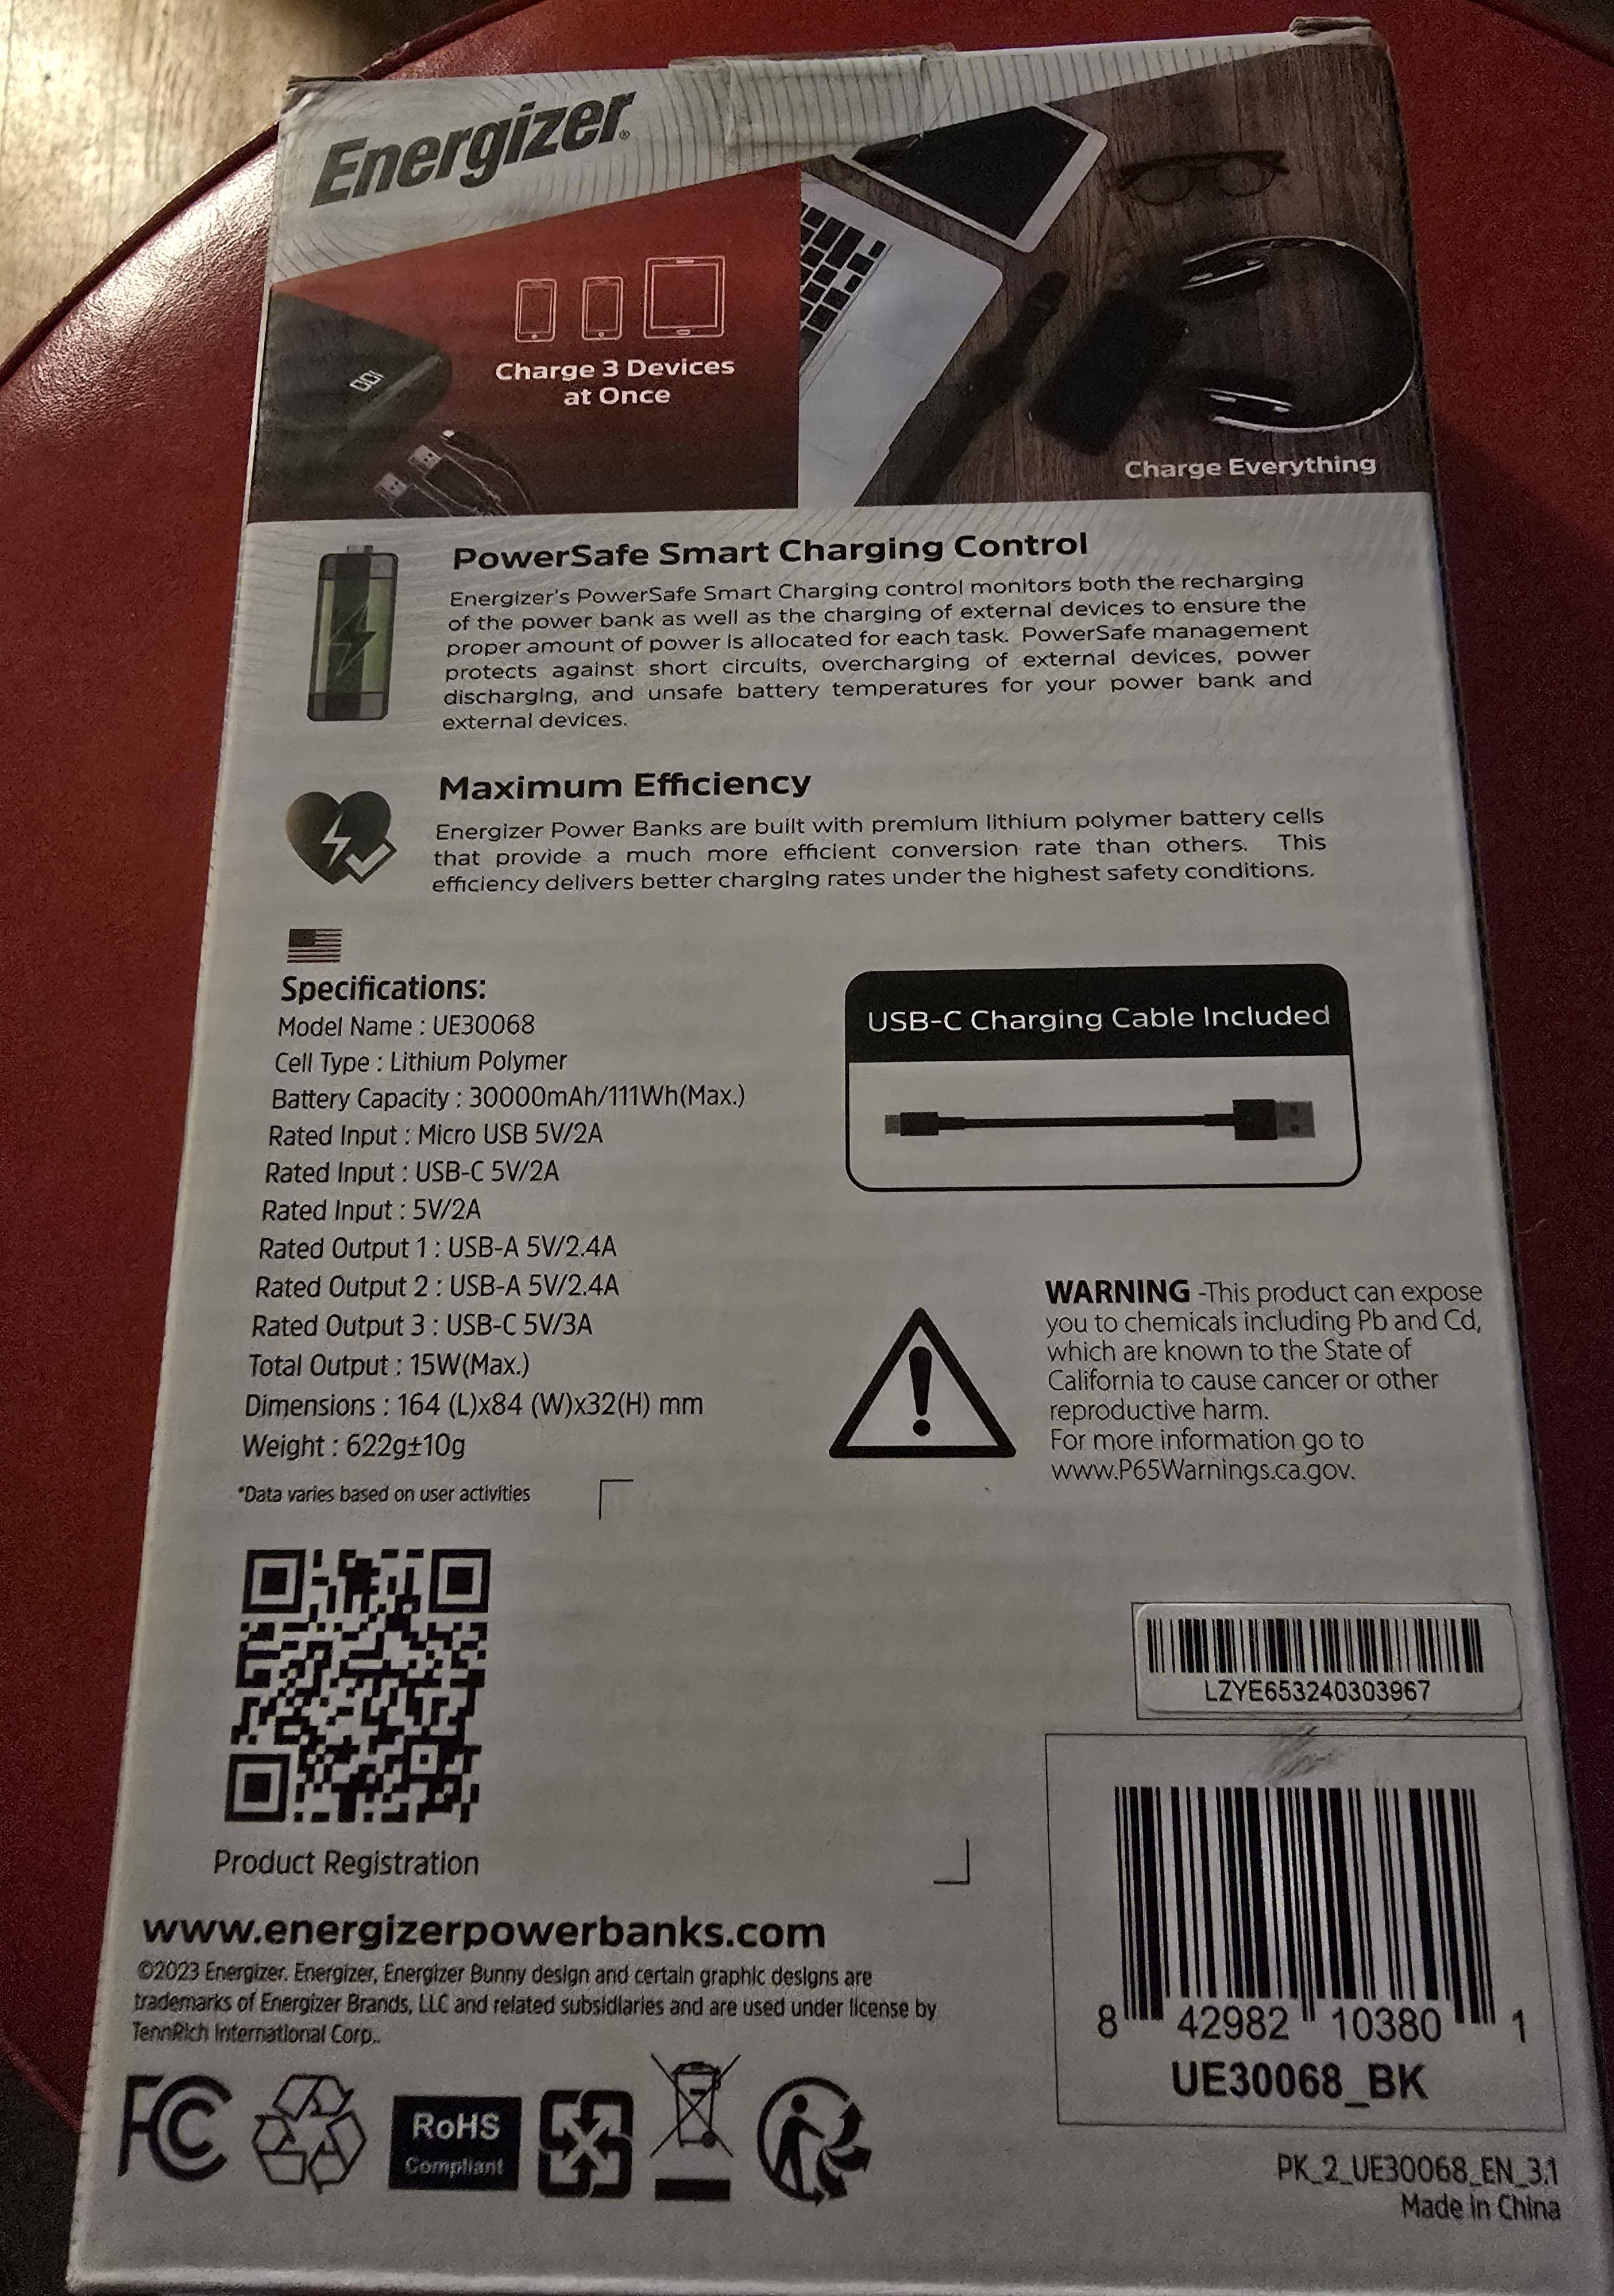 Energizer®
Charge 3 Devices
at Once
Charge Everything
PowerSafe Smart Charging Control
Energizer's PowerSafe Smart Charging control monitors both the recharging
of the power bank as well as the charging of external devices to ensure the
proper amount of power is allocated for each task. PowerSafe management
protects against short circuits, overcharging of external devices, power
discharging, and unsafe battery temperatures for your power bank and
external devices.
Maximum Efficiency
Energizer Power Banks are built with premium lithium polymer battery cells
that provide a much more efficient conversion rate than others. This
efficiency delivers better charging rates under the highest safety conditions.
Specifications:
Model Name : UE30068
Cell Type : Lithium Polymer
Battery Capacity : 30000mAh/111Wh(Max.)
Rated Input : Micro USB 5V/2A
Rated Input : USB-C 5V/2A
Rated Input : 5V/2A
Rated Output 1 : USB-A 5V/2.4A
Rated Output 2 : USB-A 5V/2.4A
Rated Output 3 : USB-C 5V/3A
Total Output : 15W(Max.)
Dimensions : 164 (L)x84 (W)x32(H) mm
Weight : 622g±10g
*Data varies based on user activities
USB-C Charging Cable Included
WARNING -This product can expose
you to chemicals including Pb and Cd,
which are known to the State of
California to cause cancer or other
reproductive harm.
For more information go to
www.P65Warnings.ca.gov.
Product Registration
LZYE653240303967
8 42982 10380 1
UE30068_BK
www.energizerpowerbanks.com
©2023 Energizer. Energizer, Energizer Bunny design and certain graphic designs are
trademarks of Energizer Brands, LLC and related subsidiaries and are used under license by
TennRich International Corp..
FC
RoHS
Compliant
PK_2_UE30068_EN_3.1
Made in China